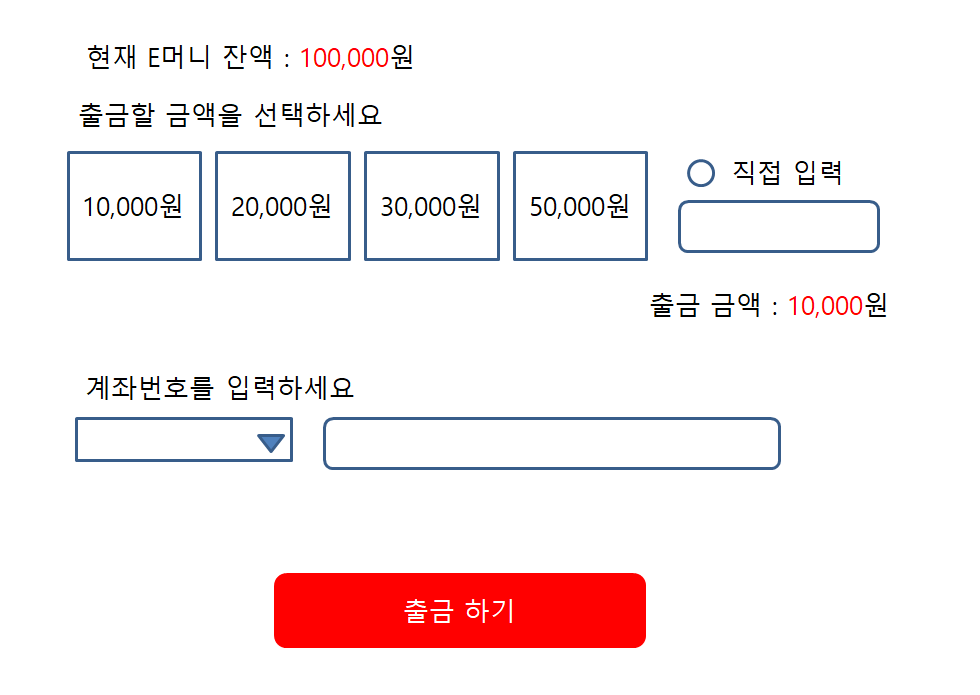 현재 E머니 잔액 : 100,000원
출금할 금액을 선택하세요
10,000원 20,000원 30,000원 50,000원
직접 입력
출금 금액 : 10,000원
계좌번호를 입력하세요
출금 하기